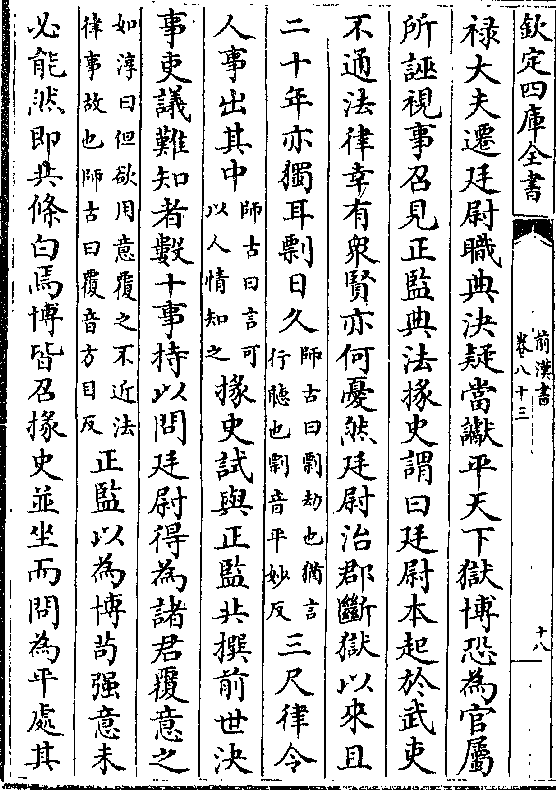 欽定四庫全書
前漢書
卷八十三
十八
禄大夫遷廷尉職典決疑當讞平天下獄博恐為官屬
所誣視事召見正監典法掾史謂曰廷尉本起於武吏
不通法律幸有衆賢亦何憂然廷尉治郡斷獄以來且
二十年亦獨耳剽日久
師古曰剽劫也猶言
行聽也剽音平妙反
三尺律令
人事出其中
師古曰言可
以人情知之
掾史試與正監共撰前世決
事吏議難知者數十事持以問廷尉得為諸君覆意之
如淳曰但欲用意覆之不近法
律事故也師古曰覆音方目反
正監以為博茍强意未
必能然即共條白焉博皆召掾史並坐而問為平處其